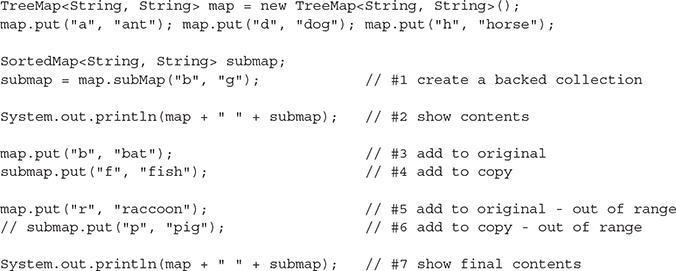 TreeMap<String, String> map = new TreeMap<String, String>();
map.put("a", "ant"); map.put("d", "dog"); map.put("h", "horse");
SortedMap<String, String> submap;
submap = map.subMap("b", "g"); // #1 create a backed collection
System.out.println(map + " " + submap); // #2 show contents
map.put("b", "bat"); // #3 add to original
submap.put("f", "fish"); // #4 add to copy
map.put("r", "raccoon"); // #5 add to original - out of range
// submap.put("p", "pig"); // #6 add to copy - out of range
System.out.println(map + " " + submap); // #7 show final contents